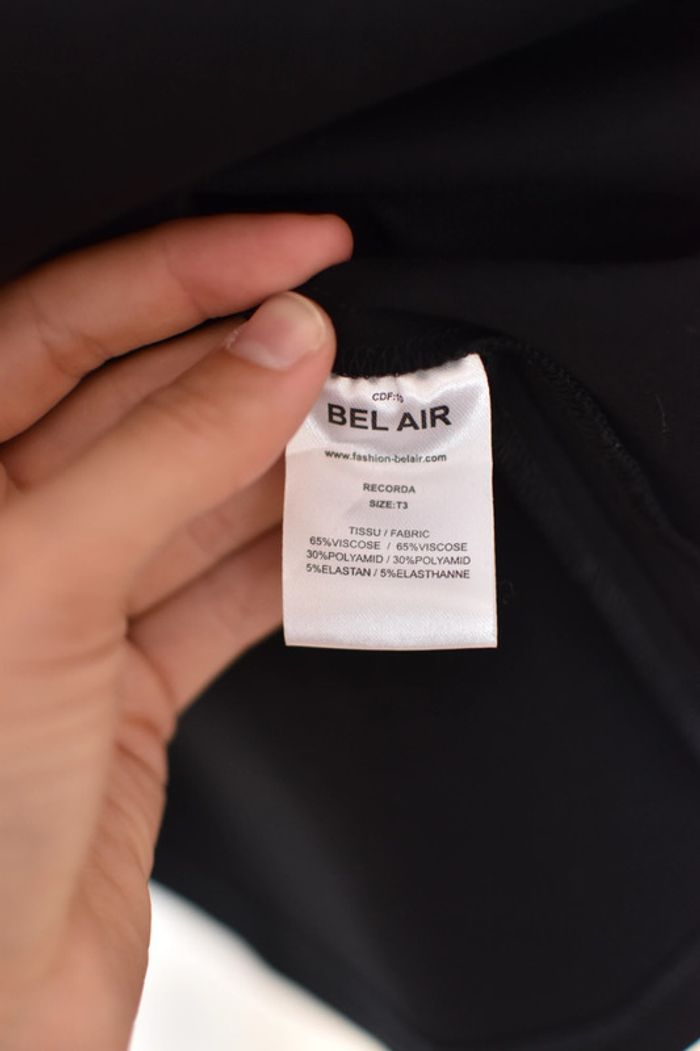 BEL AIR
www.fashion-belair.com
RECORDA
SIZE:T3
TISSU / FABRIC
65%VISCOSE / 65%VISCOSE
30%POLYAMID / 30%POLYAMID
5%ELASTAN / 5%ELASTHANNE